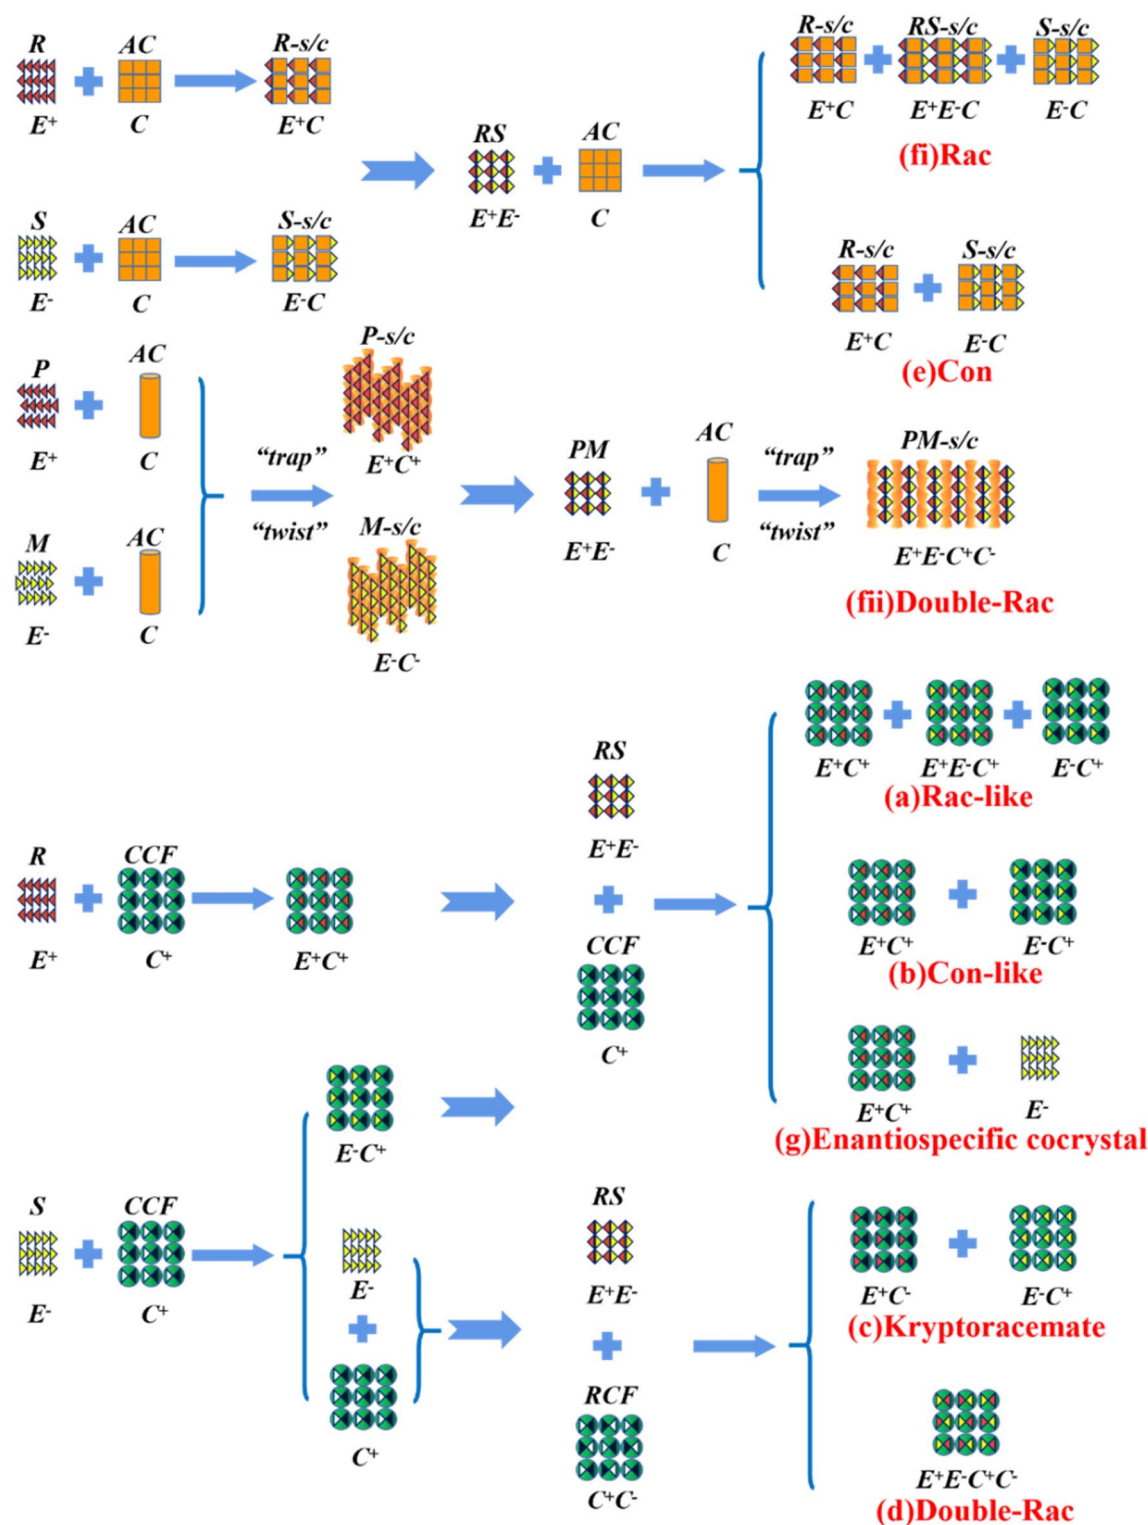 R AC R-s/c
E+ C E+C
S AC S-s/c
E- C E-C
RS AC
E+E- C
R-s/c RS-s/c S-s/c
E+C E+E-C E-C
(fi)Rac
R-s/c S-s/c
E+C E-C
(e)Con
P AC
E+ C
M AC
E- C
“trap”
“twist”
P-s/c
E+C+
M-s/c
E-C-
PM AC
E+E- C
“trap”
“twist”
PM-s/c
E+E-C+C-
(fii)Double-Rac
R CCF
E+ C+ E+C+
RS
E+E-
CCF
C+
E+C+ E+E-C+ E-C+
(a)Rac-like
E+C+ E-C+
(b)Con-like
E+C+ E-
(g)Enantiospecific cocrystal
S CCF
E- C+
E-C+
E-
C+
RS
E+E-
RCF
C+C-
E+C- E-C+
(c)Kryptoracemate
E+E-C+C-
(d)Double-Rac